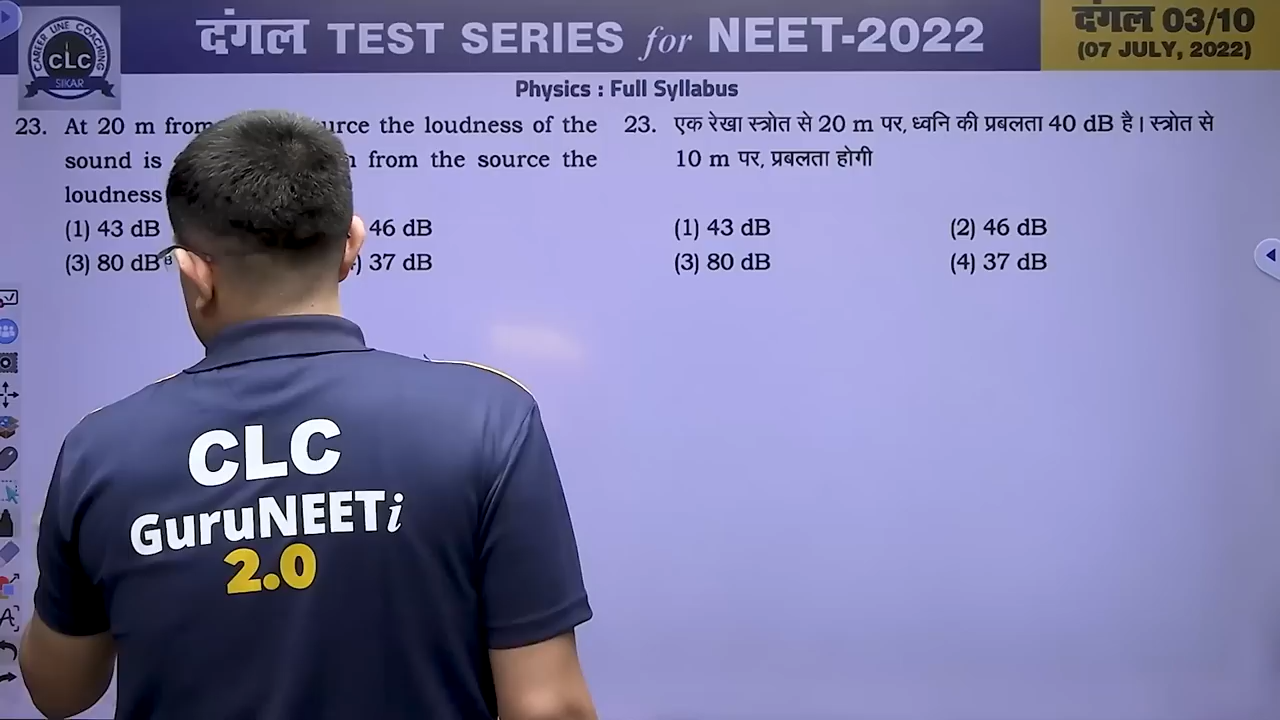 दंगल TEST SERIES for NEET-2022
दंगल 03/10
(07 JULY, 2022)
CAREER LINE COACHING
CLC
SIKAR
Physics : Full Syllabus
23. At 20 m from the loudness of the
sound is from the source the
loudness
(1) 43 dB 46 dB
(3) 80 dB 37 dB
23. एक रेखा स्त्रोत से 20 m पर, ध्वनि की प्रबलता 40 dB है। स्त्रोत से
10 m पर, प्रबलता होगी
(1) 43 dB (2) 46 dB
(3) 80 dB (4) 37 dB
CLC
GuruNEETi
2.0